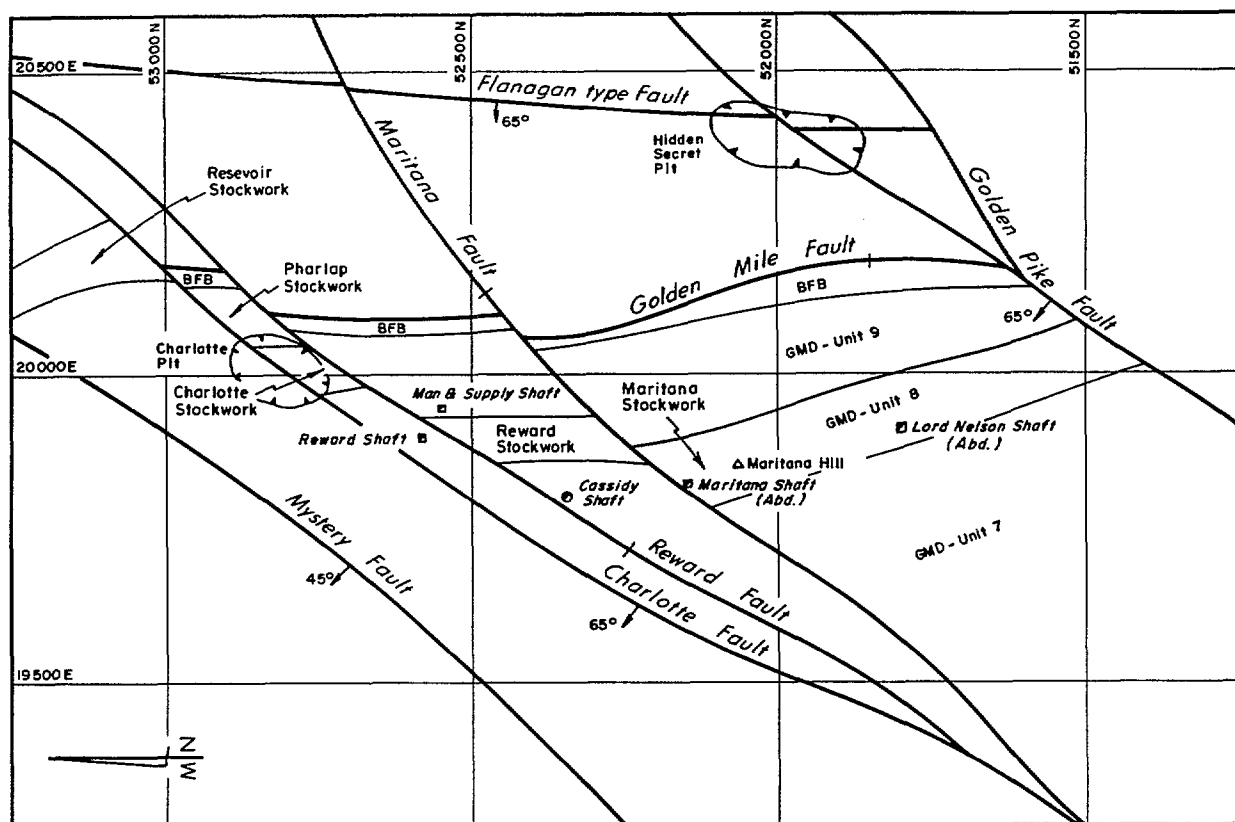 53000N
52500N
52000N
51500N
20500E
Flanagan type Fault
65°
Hidden
Secret
Pit
Maritana Fault
Golden Pike Fault
65°
Resevoir
Stockwork
Pharlap
Stockwork
BFB
BFB
Golden Mile Fault
BFB
GMD-Unit 9
Charlotte
Pit
20000E
Charlotte
Stockwork
Man & Supply Shaft
Reward Shaft
Reward
Stockwork
Maritana
Stockwork
GMD-Unit 8
Lord Nelson Shaft
(Abd.)
Maritana Hill
Maritana Shaft
(Abd.)
Cassidy
Shaft
GMD-Unit 7
Mystery Fault
45°
Reward Fault
Charlotte Fault
65°
19500E
N
W